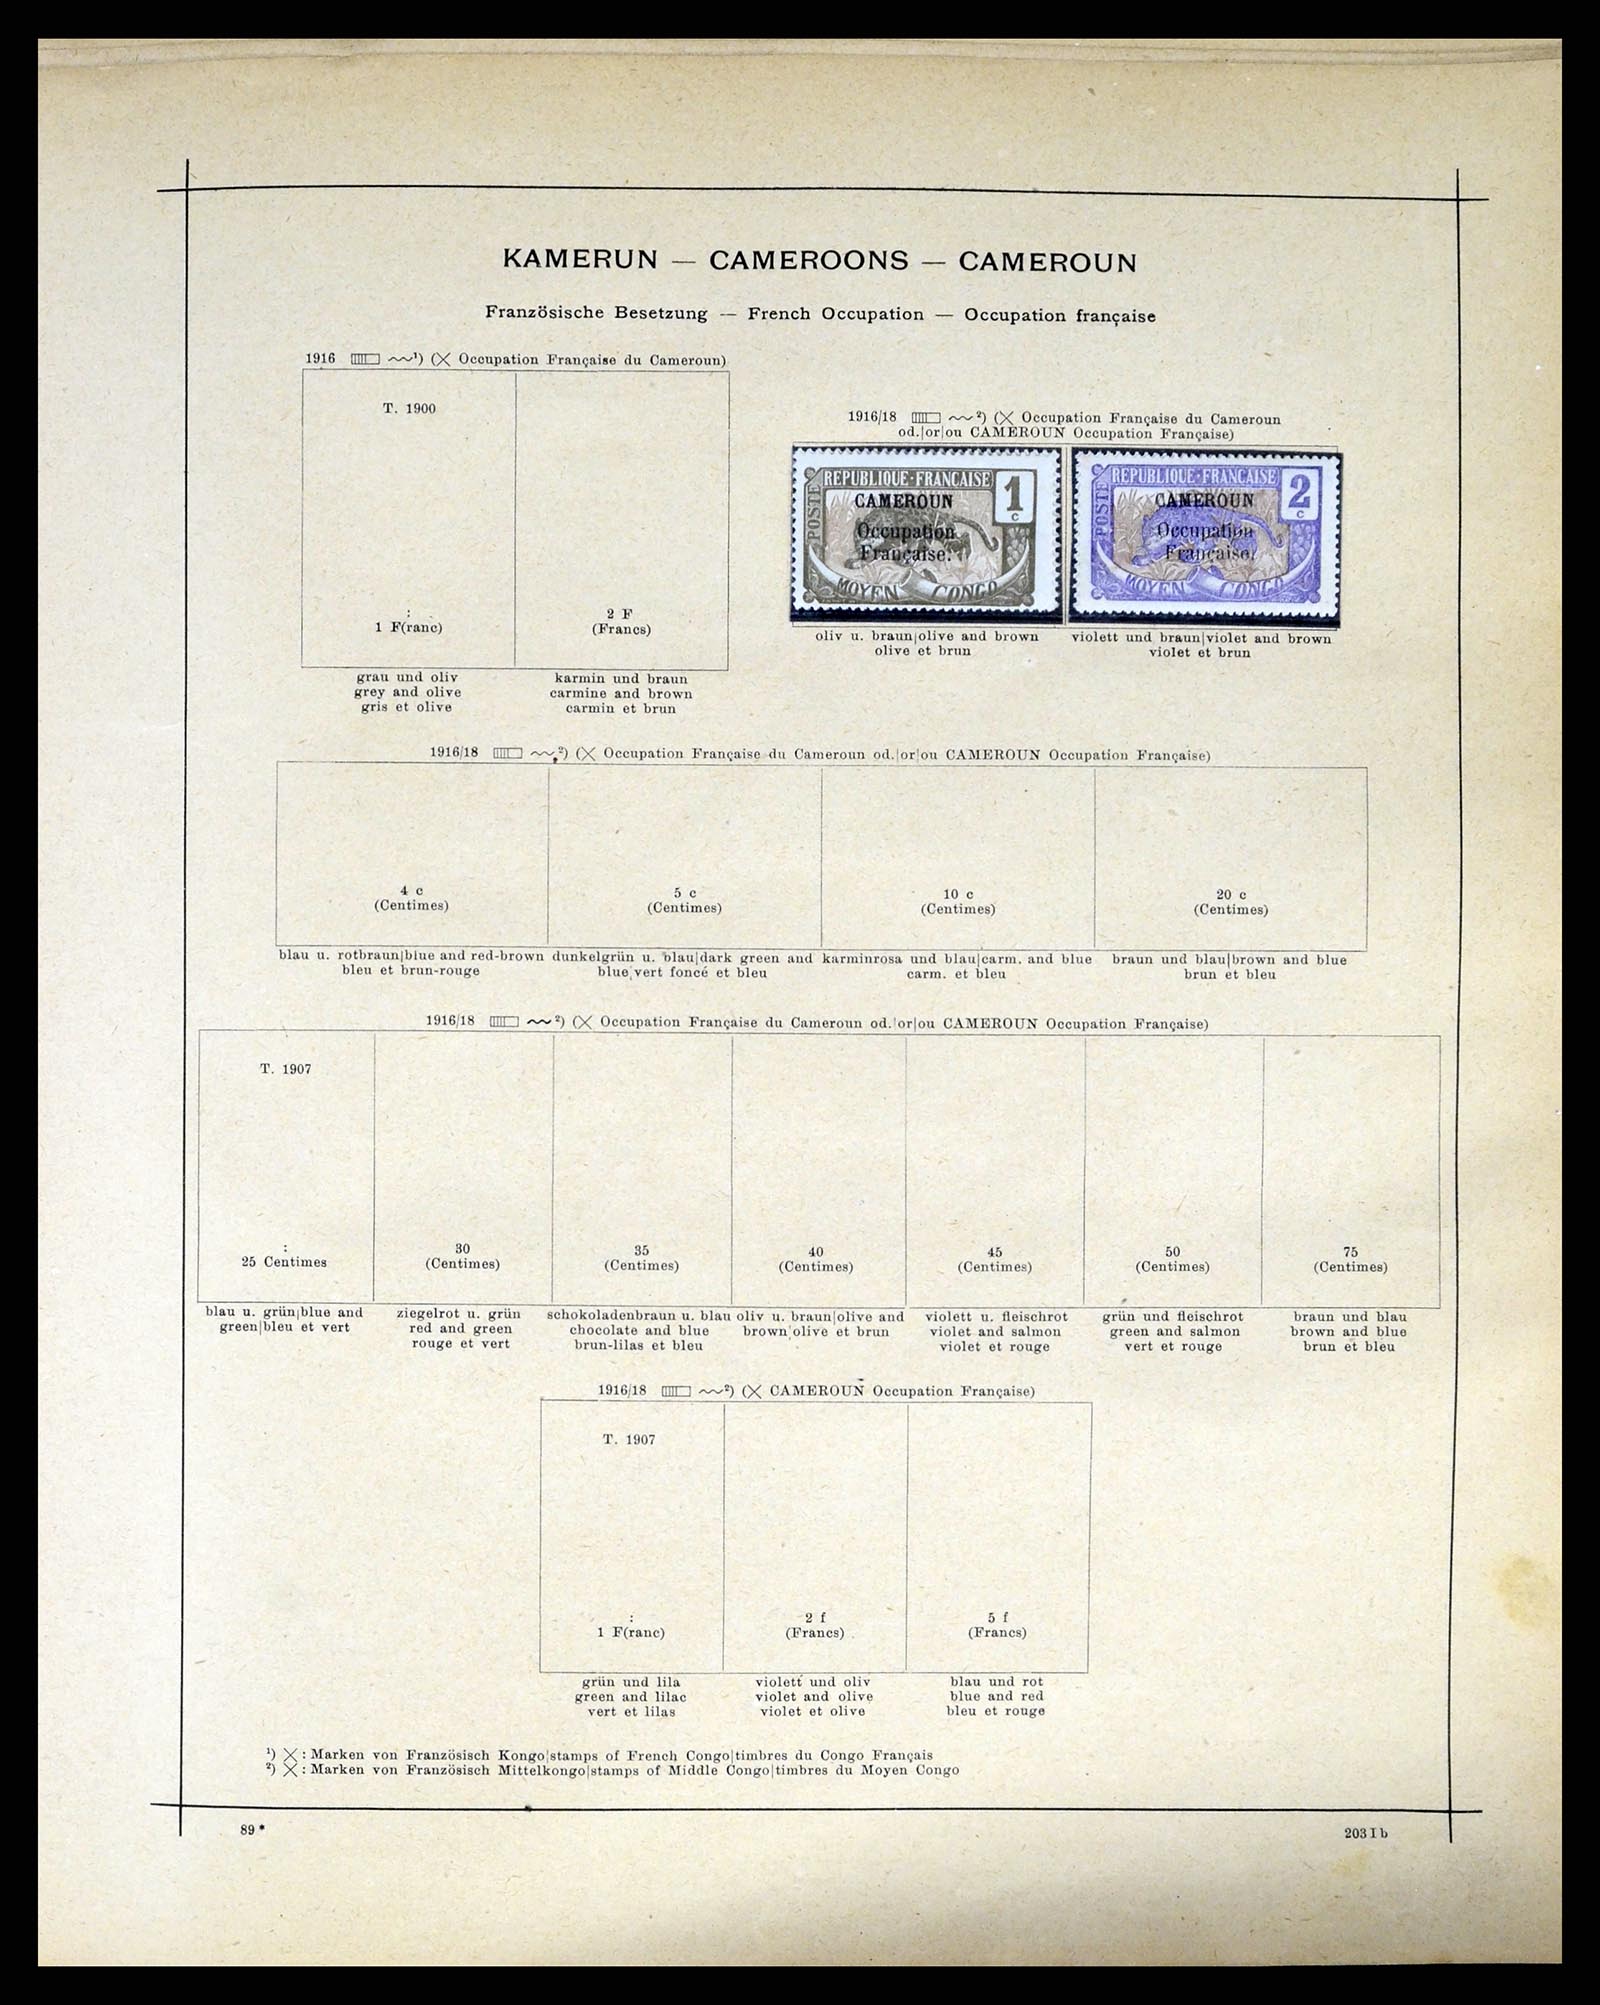 KAMERUN — CAMEROONS — CAMEROUN
Französische Besetzung — French Occupation — Occupation française
1916 ¹) (╳ Occupation Française du Cameroun)
T. 1900
:
1 F(ranc)
2 F
(Francs)
grau und oliv
grey and olive
gris et olive
karmin und braun
carmine and brown
carmin et brun
1916/18 ²) (╳ Occupation Française du Cameroun
od.|or|ou CAMEROUN Occupation Française)
REPUBLIQUE·FRANÇAISE
1
c
POSTE
CAMEROUN
Occupation
Française.
MOYEN CONGO
REPUBLIQUE·FRANÇAISE
2
c
POSTE
CAMEROUN
Occupation
Française.
MOYEN CONGO
oliv u. braun|olive and brown
olive et brun
violett und braun|violet and brown
violet et brun
1916/18 ²) (╳ Occupation Française du Cameroun od.|or|ou CAMEROUN Occupation Française)
4 c
(Centimes)
5 c
(Centimes)
10 c
(Centimes)
20 c
(Centimes)
blau u. rotbraun|blue and red-brown
bleu et brun-rouge
dunkelgrün u. blau|dark green and
blue|vert foncé et bleu
karminrosa und blau|carm. and blue
carm. et bleu
braun und blau|brown and blue
brun et bleu
1916/18 ²) (╳ Occupation Française du Cameroun od.|or|ou CAMEROUN Occupation Française)
T. 1907
:
25 Centimes
30
(Centimes)
35
(Centimes)
40
(Centimes)
45
(Centimes)
50
(Centimes)
75
(Centimes)
blau u. grün|blue and
green|bleu et vert
ziegelrot u. grün
red and green
rouge et vert
schokoladenbraun u. blau
chocolate and blue
brun-lilas et bleu
oliv u. braun|olive and
brown|olive et brun
violett u. fleischrot
violet and salmon
violet et rouge
grün und fleischrot
green and salmon
vert et rouge
braun und blau
brown and blue
brun et bleu
1916/18 ²) (╳ CAMEROUN Occupation Française)
T. 1907
:
1 F(ranc)
2 f
(Francs)
5 f
(Francs)
grün und lila
green and lilac
vert et lilas
violett und oliv
violet and olive
violet et olive
blau und rot
blue and red
bleu et rouge
¹) ╳: Marken von Französisch Kongo|stamps of French Congo|timbres du Congo Français
²) ╳: Marken von Französisch Mittelkongo|stamps of Middle Congo|timbres du Moyen Congo
89*
203 I b